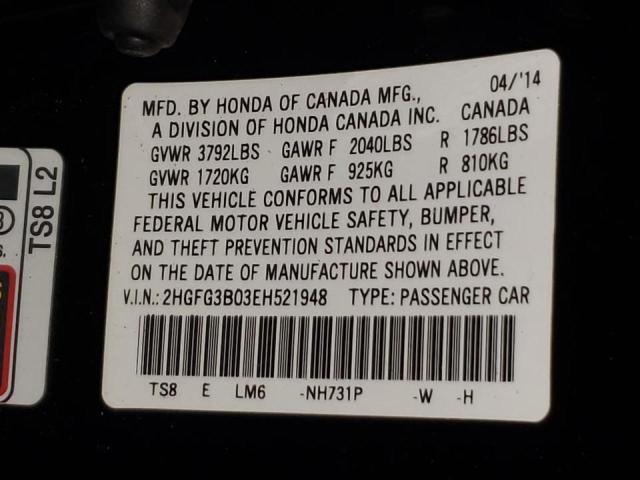 04/'14
MFD. BY HONDA OF CANADA MFG.,
A DIVISION OF HONDA CANADA INC. CANADA
GVWR 3792LBS GAWR F 2040LBS R 1786LBS
GVWR 1720KG GAWR F 925KG R 810KG
THIS VEHICLE CONFORMS TO ALL APPLICABLE
FEDERAL MOTOR VEHICLE SAFETY, BUMPER,
AND THEFT PREVENTION STANDARDS IN EFFECT
ON THE DATE OF MANUFACTURE SHOWN ABOVE.
V.I.N.: 2HGFG3B03EH521948 TYPE: PASSENGER CAR
TS8 E LM6 -NH731P -W -H
TS8 L2